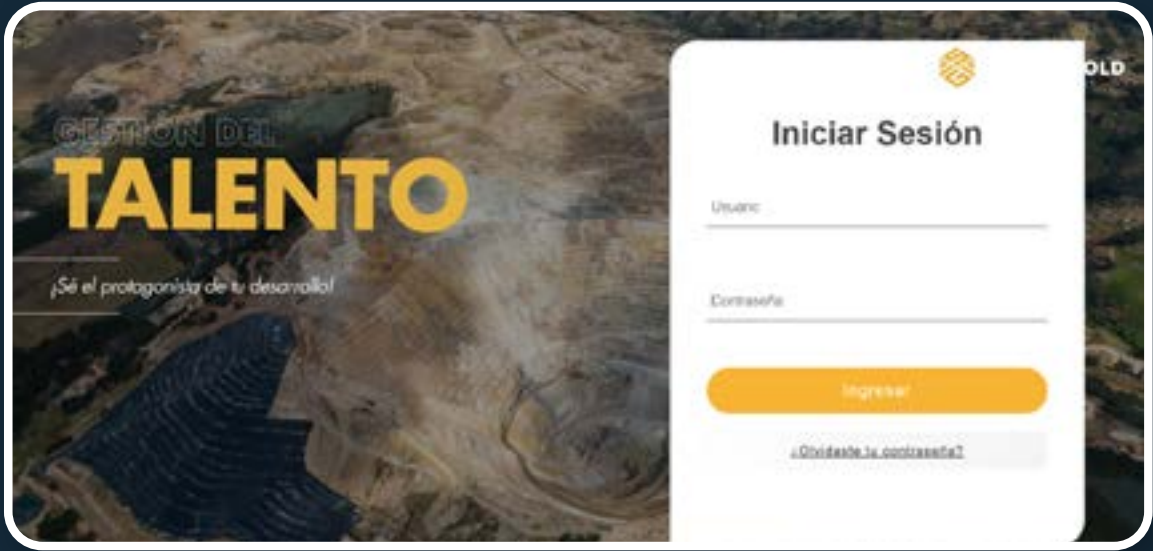 GESTIÓN DEL
TALENTO
¡Sé el protagonista de tu desarrollo!
OLD
Iniciar Sesión
Usuario
Contraseña
Ingresar
¿Olvidaste tu contraseña?